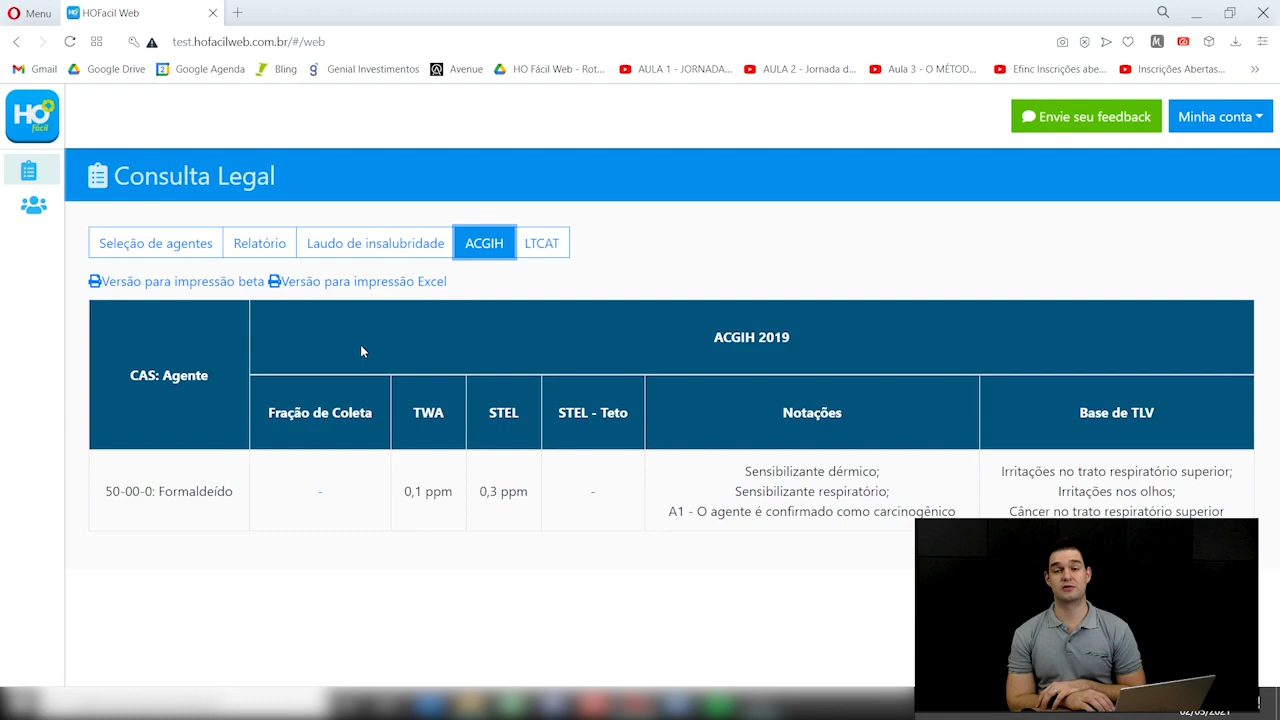 Menu
HOFacil Web
test.hofacilweb.com.br/#/web
Gmail
Google Drive
Google Agenda
Bling
Genial Investimentos
Avenue
HO Fácil Web - Rot...
AULA 1 - JORNADA...
AULA 2 - Jornada d...
Aula 3 - O MÉTOD...
Efinc Inscrições abe...
Inscrições Abertas...
HO
fácil
Envie seu feedback
Minha conta
Consulta Legal
Seleção de agentes
Relatório
Laudo de insalubridade
ACGIH
LTCAT
Versão para impressão beta
Versão para impressão Excel
CAS: Agente
ACGIH 2019
Fração de Coleta
TWA
STEL
STEL - Teto
Notações
Base de TLV
50-00-0: Formaldeído
-
0,1 ppm
0,3 ppm
-
Sensibilizante dérmico;
Sensibilizante respiratório;
A1 - O agente é confirmado como carcinogênico
Irritações no trato respiratório superior;
Irritações nos olhos;
Câncer no trato respiratório superior